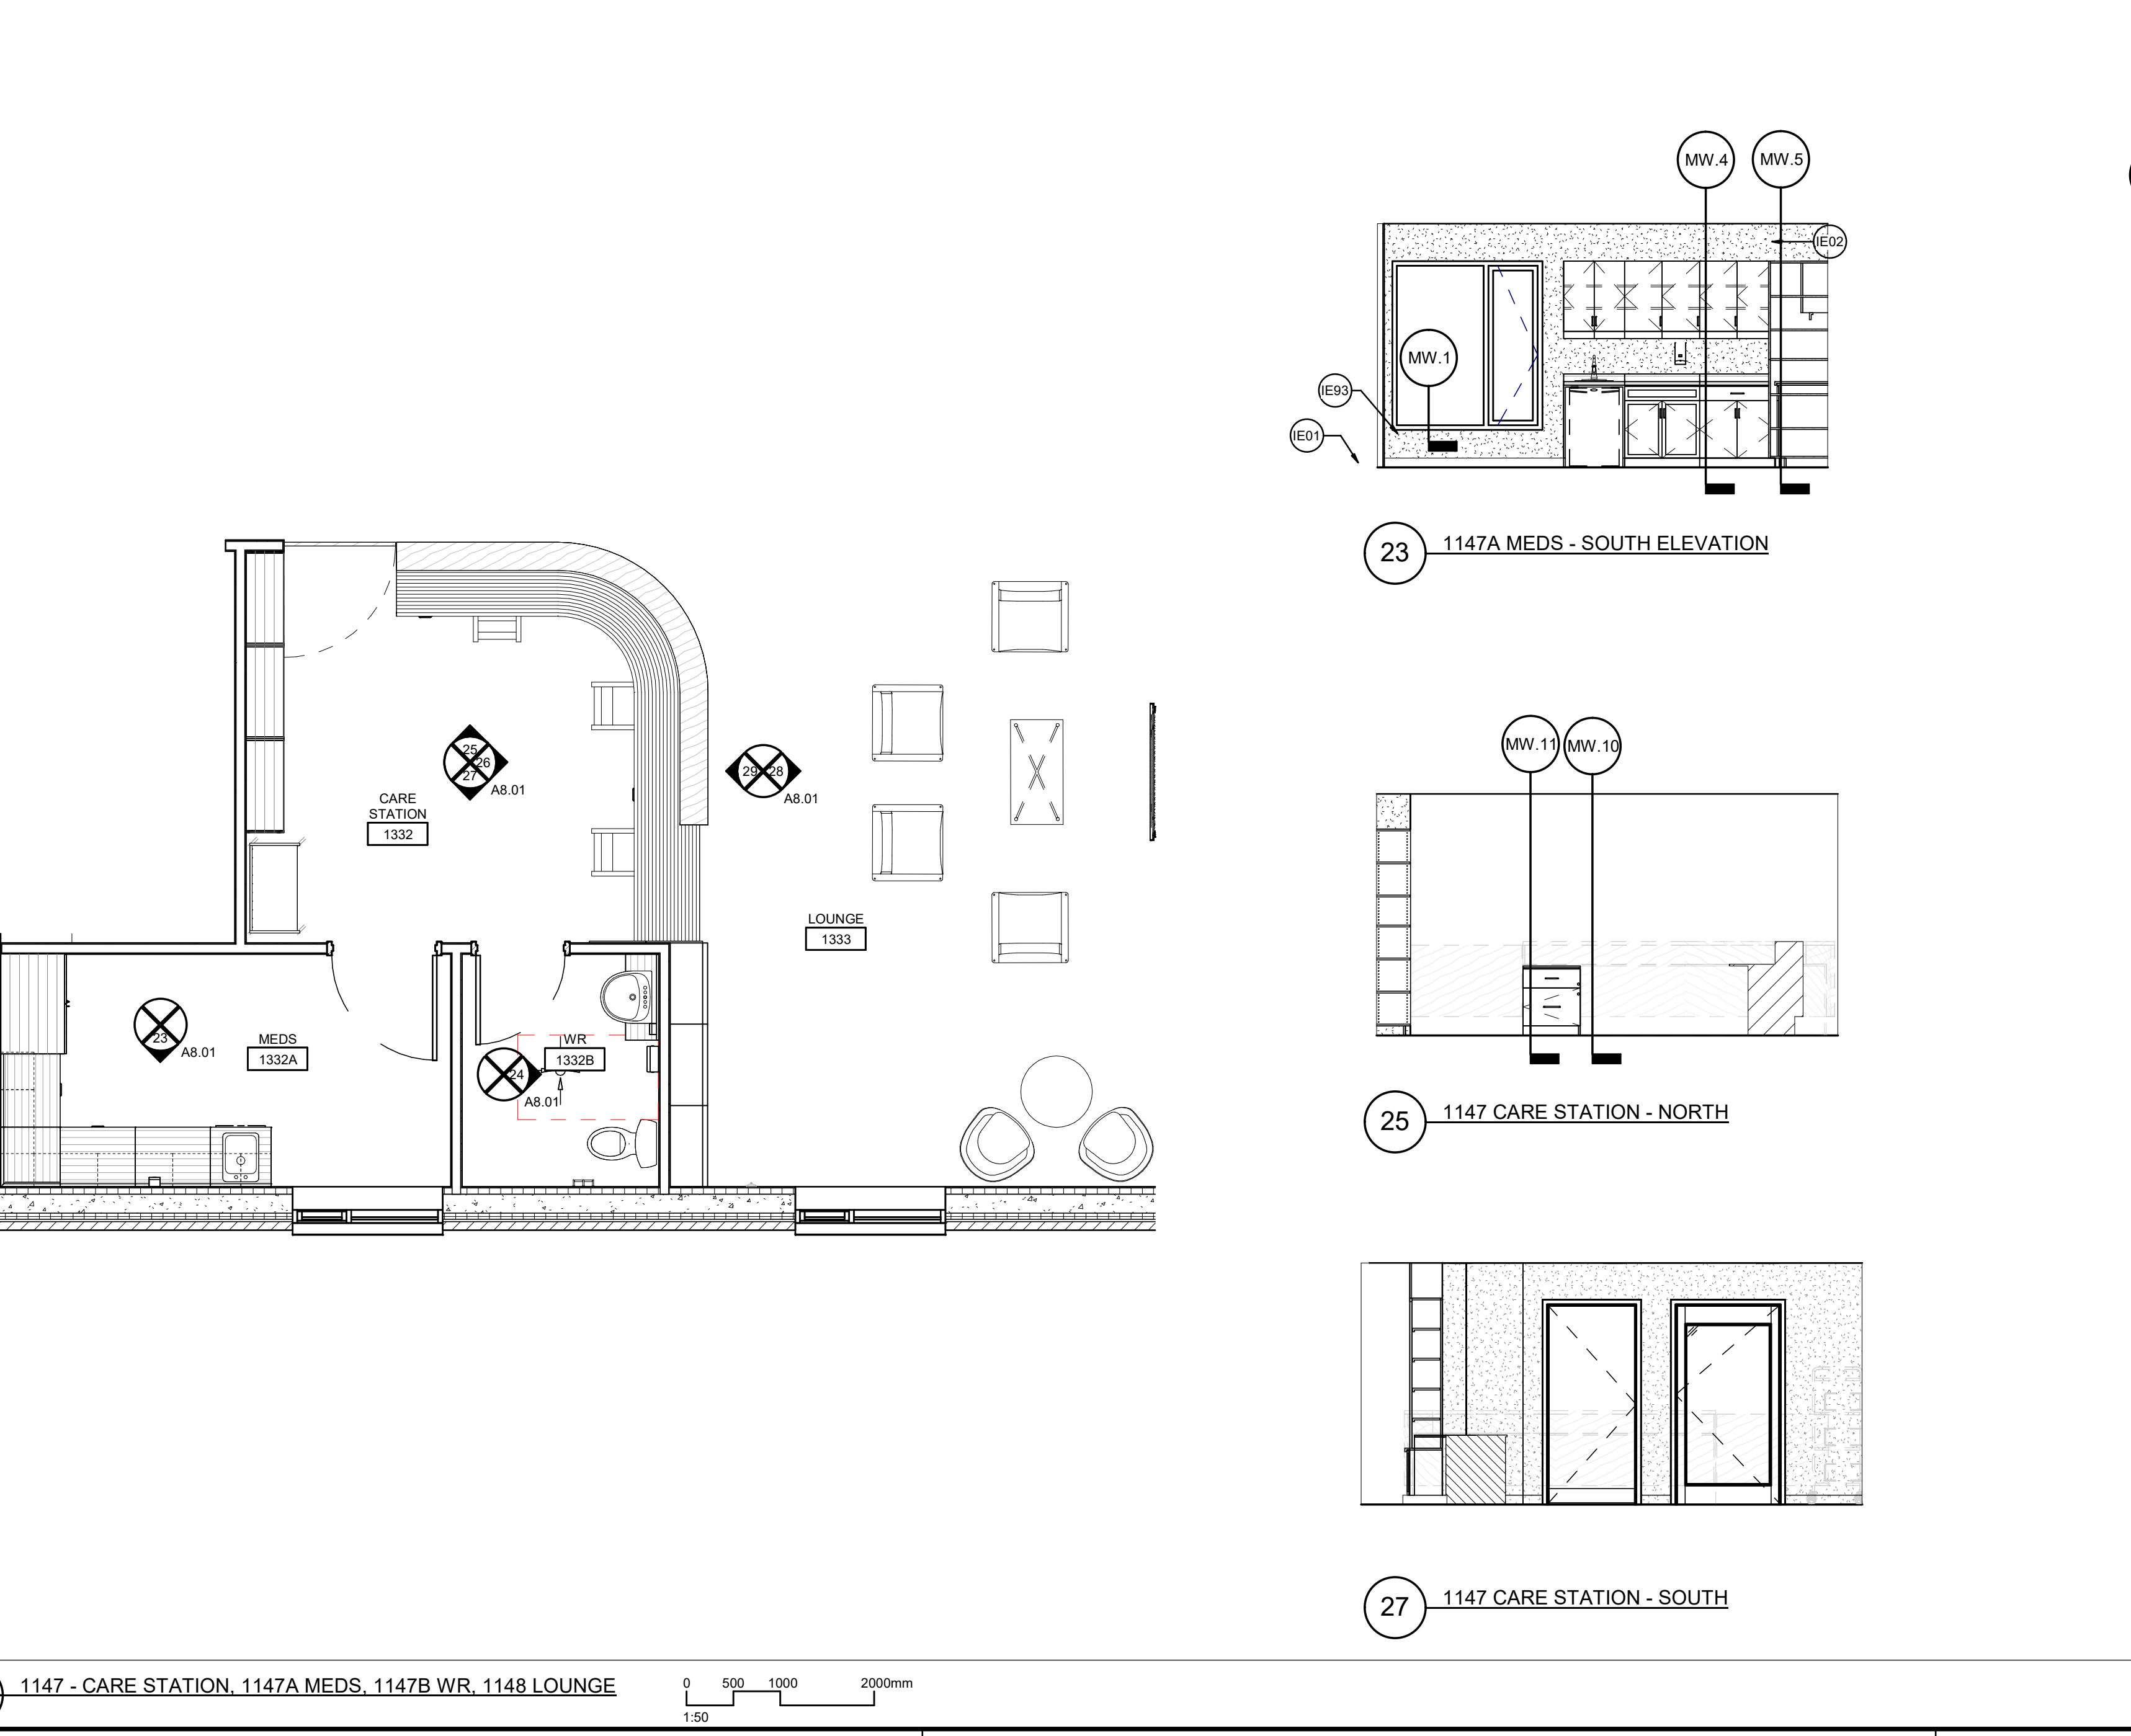 MW.4
MW.5
IE02
MW.1
IE93
IE01
23
1147A MEDS - SOUTH ELEVATION
25
26
27
A8.01
CARE
STATION
1332
29
28
A8.01
MW.11
MW.10
LOUNGE
1333
23
A8.01
MEDS
1332A
WR
1332B
24
A8.01
25
1147 CARE STATION - NORTH
27
1147 CARE STATION - SOUTH
1147 - CARE STATION, 1147A MEDS, 1147B WR, 1148 LOUNGE
0 500 1000 2000mm
1:50